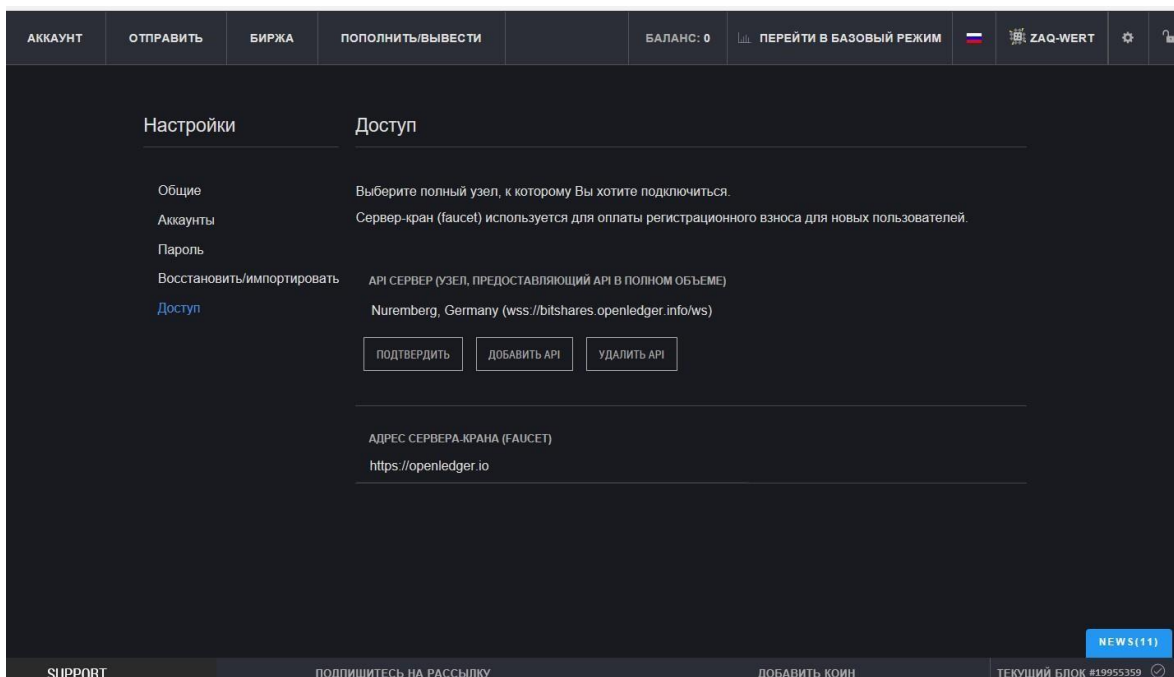 АККАУНТ ОТПРАВИТЬ БИРЖА ПОПОЛНИТЬ/ВЫВЕСТИ БАЛАНС: 0 ПЕРЕЙТИ В БАЗОВЫЙ РЕЖИМ ZAQ-WERT
Настройки
Доступ
Общие
Аккаунты
Пароль
Восстановить/импортировать
Доступ
Выберите полный узел, к которому Вы хотите подключиться.
Сервер-кран (faucet) используется для оплаты регистрационного взноса для новых пользователей.
API СЕРВЕР (УЗЕЛ, ПРЕДОСТАВЛЯЮЩИЙ API В ПОЛНОМ ОБЪЕМЕ)
Nuremberg, Germany (wss://bitshares.openledger.info/ws)
ПОДТВЕРДИТЬ ДОБАВИТЬ API УДАЛИТЬ API
АДРЕС СЕРВЕРА-КРАНА (FAUCET)
https://openledger.io
NEWS(11)
SUPPORT ПОДПИШИТЕСЬ НА РАССЫЛКУ ДОБАВИТЬ КОИН ТЕКУЩИЙ БЛОК #19955359